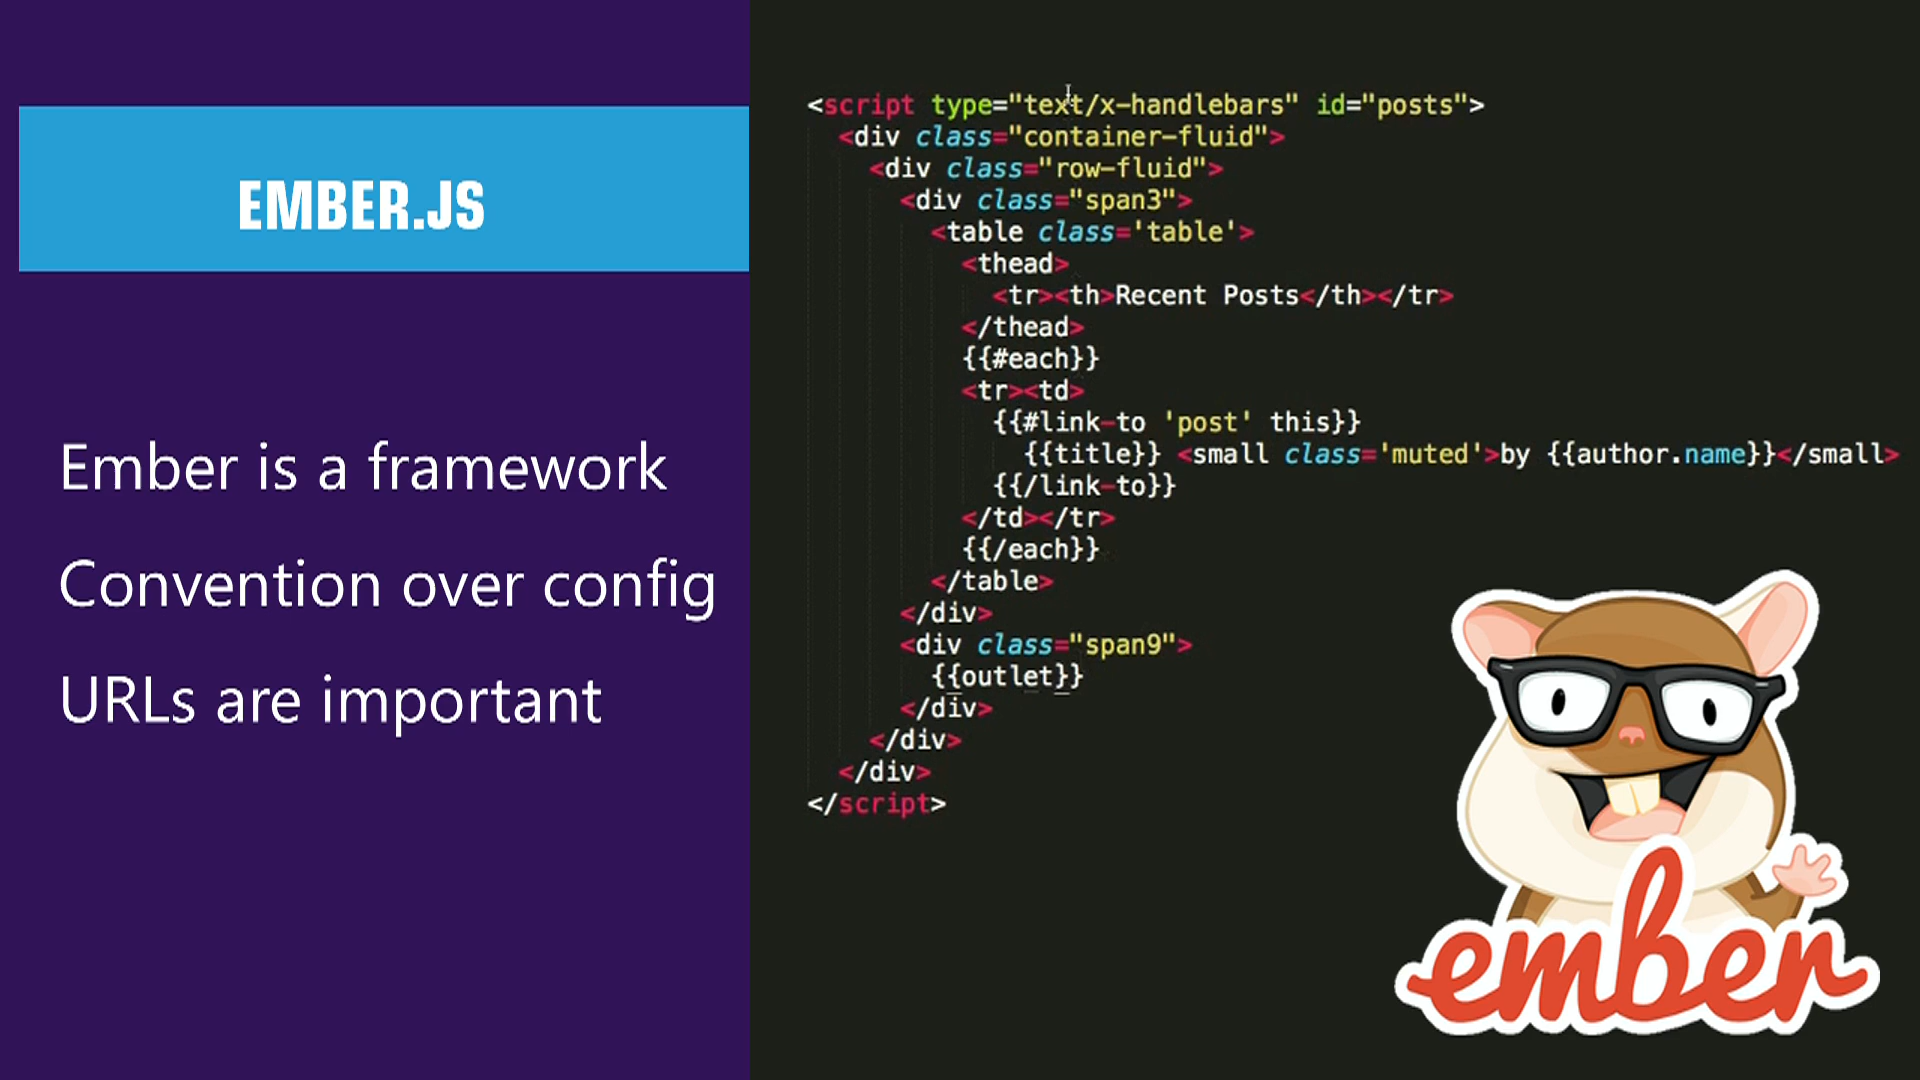 EMBER.JS
Ember is a framework
Convention over config
URLs are important
<script type="text/x-handlebars" id="posts">
<div class="container-fluid">
<div class="row-fluid">
<div class="span3">
<table class='table'>
<thead>
<tr><th>Recent Posts</th></tr>
</thead>
{{#each}}
<tr><td>
{{#link-to 'post' this}}
{{title}} <small class='muted'>by {{author.name}}</small>
{{/link-to}}
</td></tr>
{{/each}}
</table>
</div>
<div class="span9">
{{outlet}}
</div>
</div>
</div>
</script>
ember